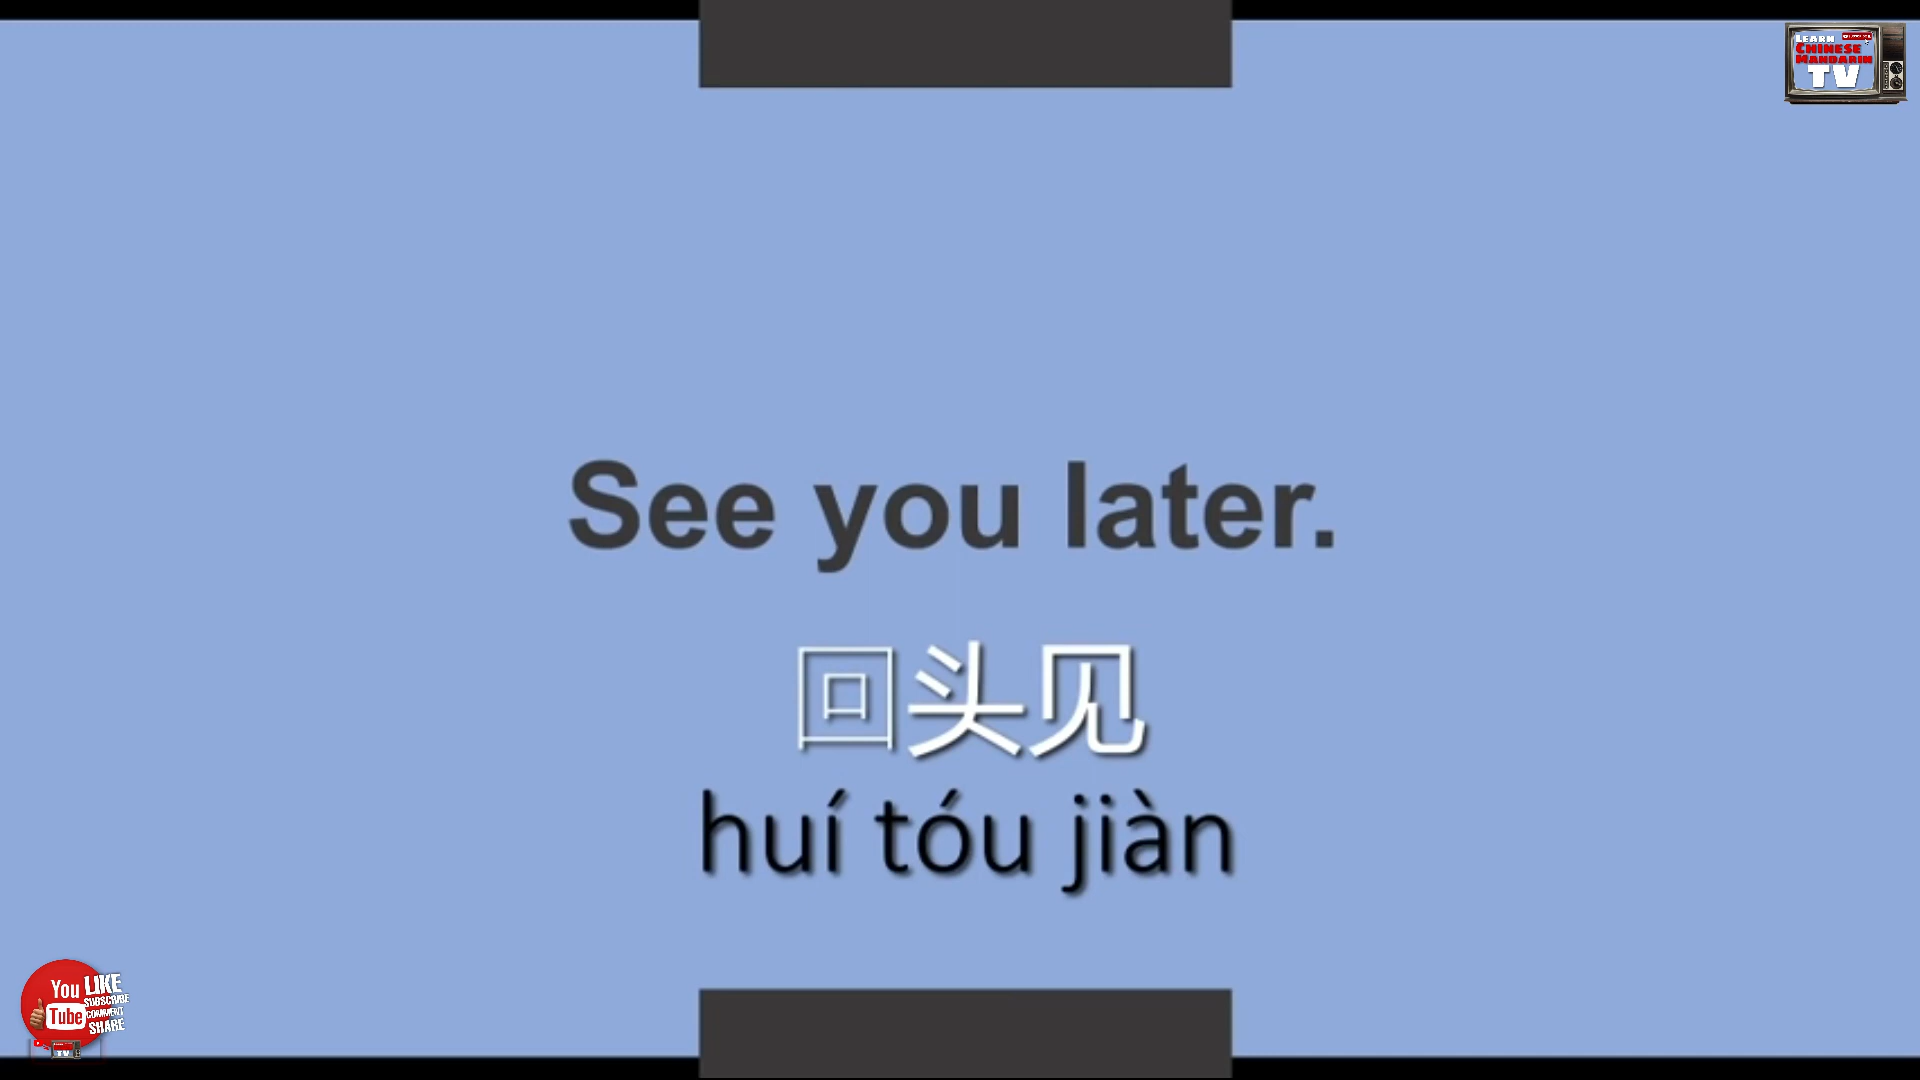 LEARN
CHINESE
MANDARIN
TV
See you later.
回头见
huí tóu jiàn
You LIKE
SUBSCRIBE
Tube COMMENT
SHARE
TV